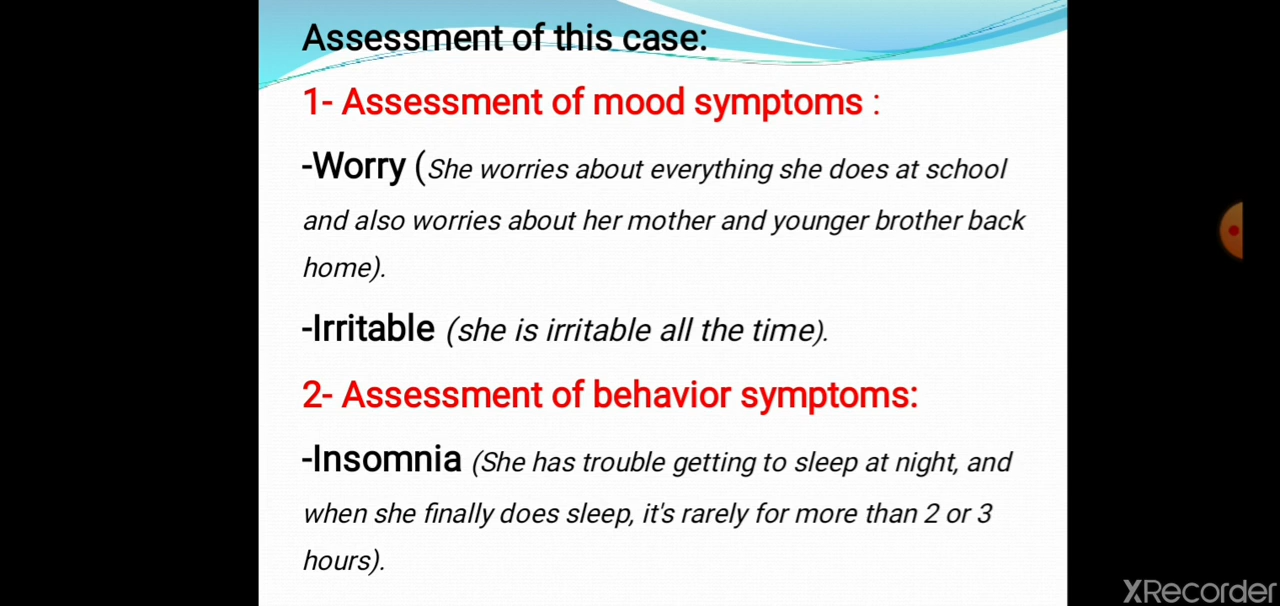 Assessment of this case:
1- Assessment of mood symptoms :
-Worry (She worries about everything she does at school
and also worries about her mother and younger brother back
home).
-Irritable (she is irritable all the time).
2- Assessment of behavior symptoms:
-Insomnia (She has trouble getting to sleep at night, and
when she finally does sleep, it's rarely for more than 2 or 3
hours).
XRecorder